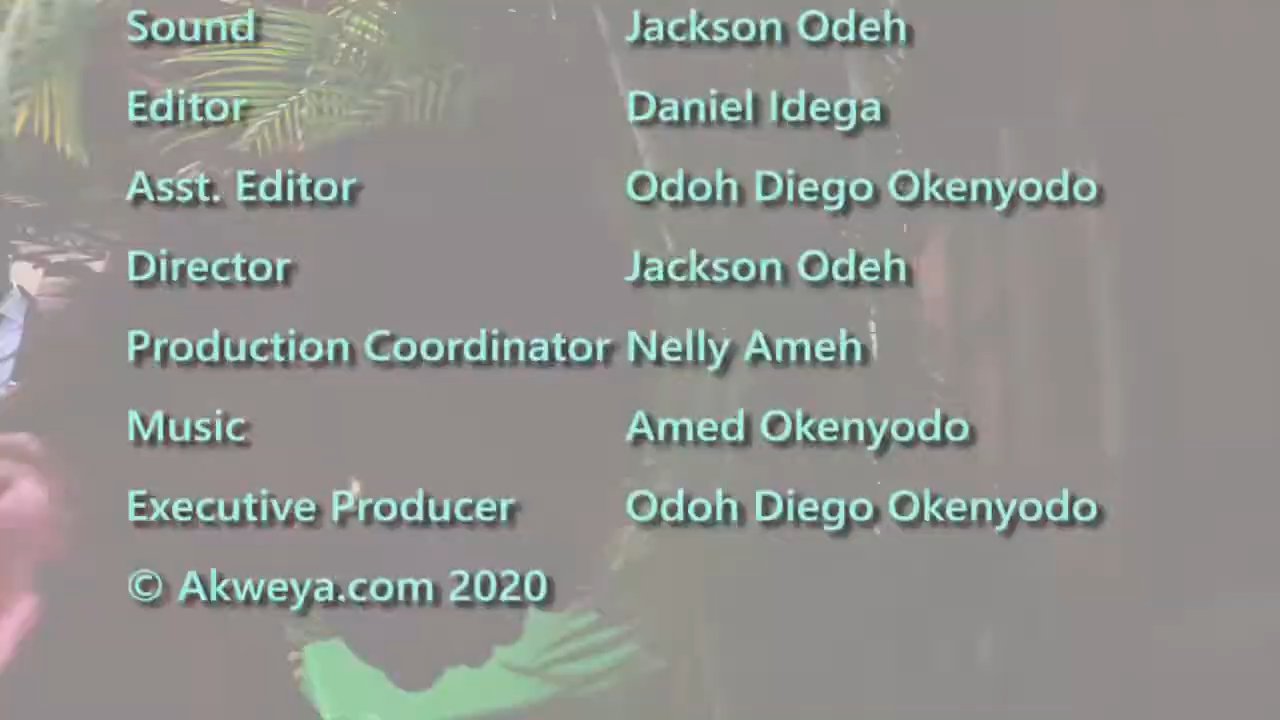 Sound Jackson Odeh
Editor Daniel Idega
Asst. Editor Odoh Diego Okenyodo
Director Jackson Odeh
Production Coordinator Nelly Ameh
Music Amed Okenyodo
Executive Producer Odoh Diego Okenyodo
© Akweya.com 2020